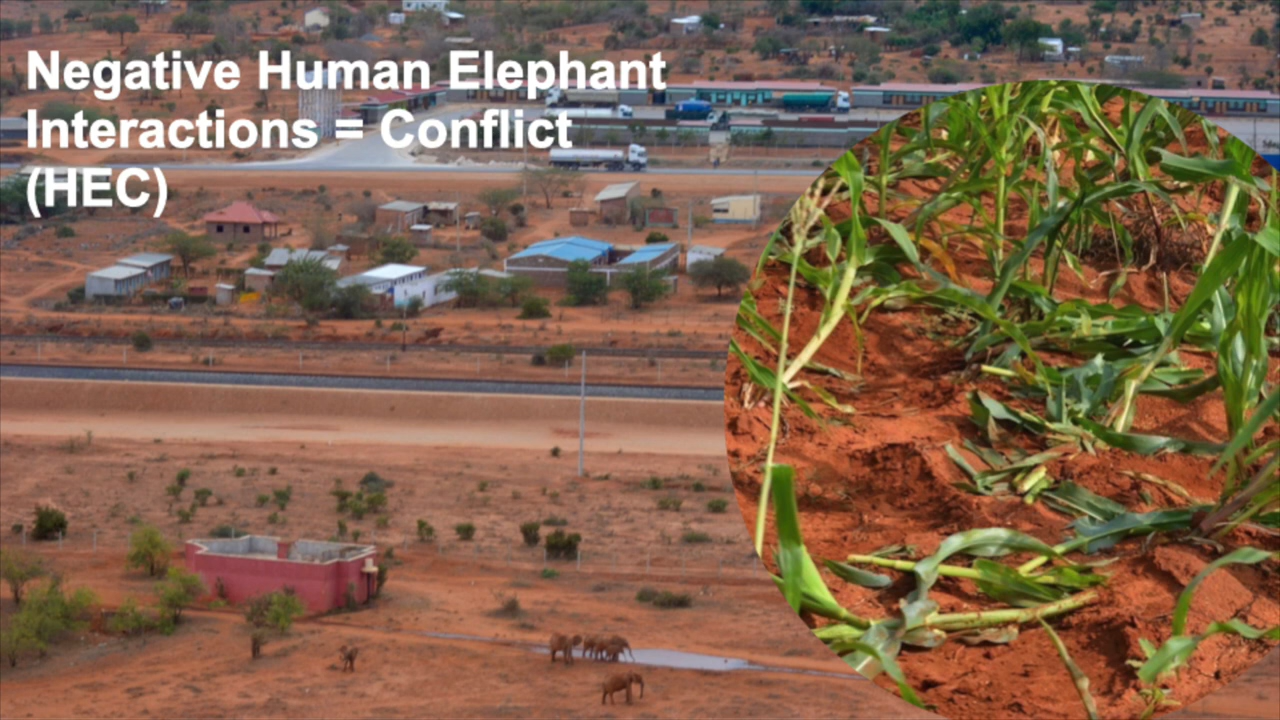 Negative Human Elephant
Interactions = Conflict
(HEC)